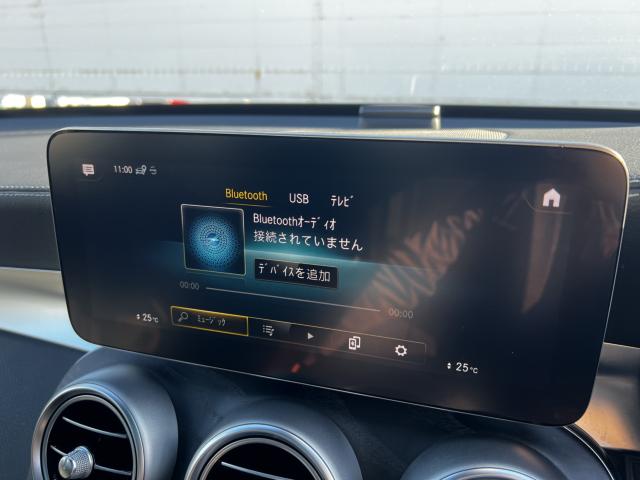 11:00
Bluetooth USB ﾃﾚﾋﾞ
Bluetoothｵｰﾃﾞｨｵ
接続されていません
ﾃﾞﾊﾞｲｽを追加
00:00 00:00
25℃ ﾐｭｰｼﾞｯｸ 25℃